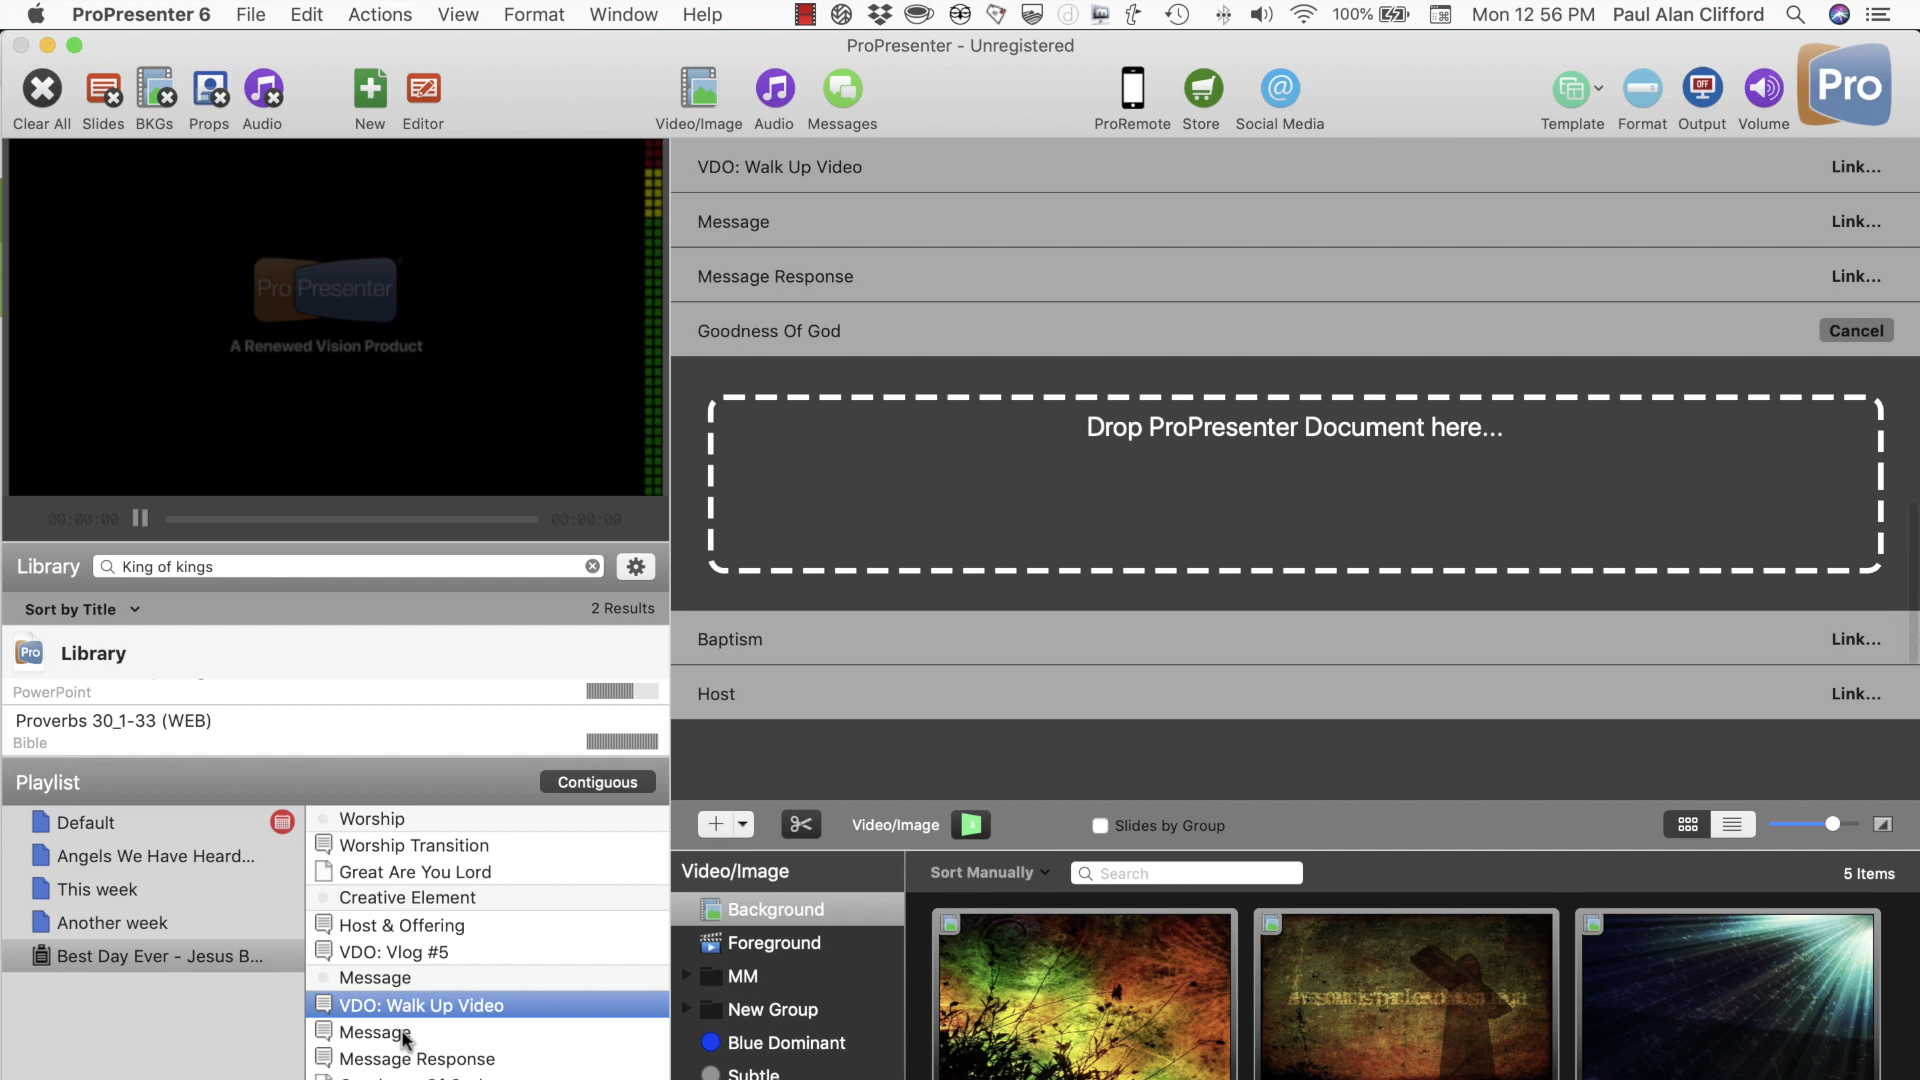 ProPresenter 6 File Edit Actions View Format Window Help 100% Mon 12 56 PM Paul Alan Clifford
ProPresenter - Unregistered
OFF
Pro
Clear All Slides BKGs Props Audio New Editor Video/Image Audio Messages ProRemote Store Social Media Template Format Output Volume
VDO: Walk Up Video Link...
Message Link...
Message Response Link...
Goodness Of God Cancel
Pro Presenter
A Renewed Vision Product
Drop ProPresenter Document here...
00:00:00 00:00:00
Library King of kings
Sort by Title 2 Results
Pro Library
PowerPoint
Proverbs 30_1-33 (WEB)
Bible
Baptism Link...
Host Link...
Playlist Contiguous
Default
Angels We Have Heard...
This week
Another week
Best Day Ever - Jesus B...
Worship
Worship Transition
Great Are You Lord
Creative Element
Host & Offering
VDO: Vlog #5
Message
VDO: Walk Up Video
Message
Message Response
Video/Image Slides by Group
Video/Image Sort Manually Search 5 Items
Background
Foreground
MM
New Group
Blue Dominant
Subtle